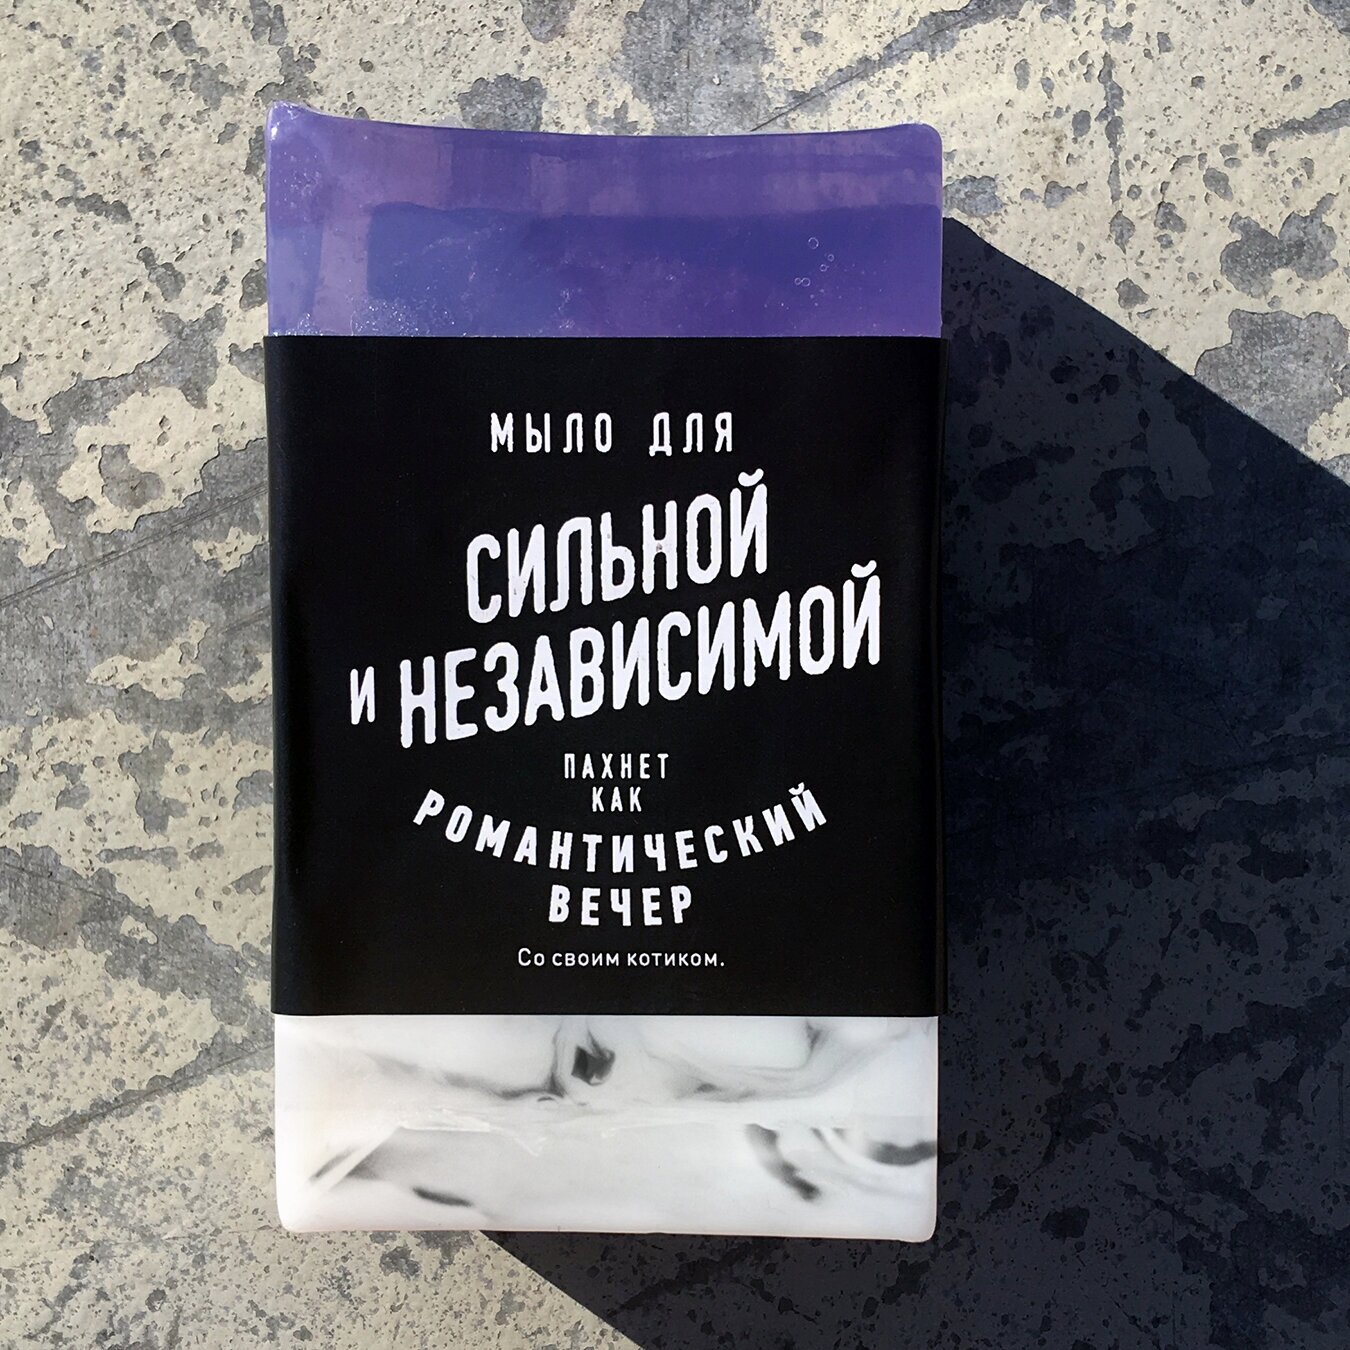 МЫЛО ДЛЯ
СИЛЬНОЙ
И НЕЗАВИСИМОЙ
ПАХНЕТ
КАК
РОМАНТИЧЕСКИЙ
ВЕЧЕР
Со своим котиком.